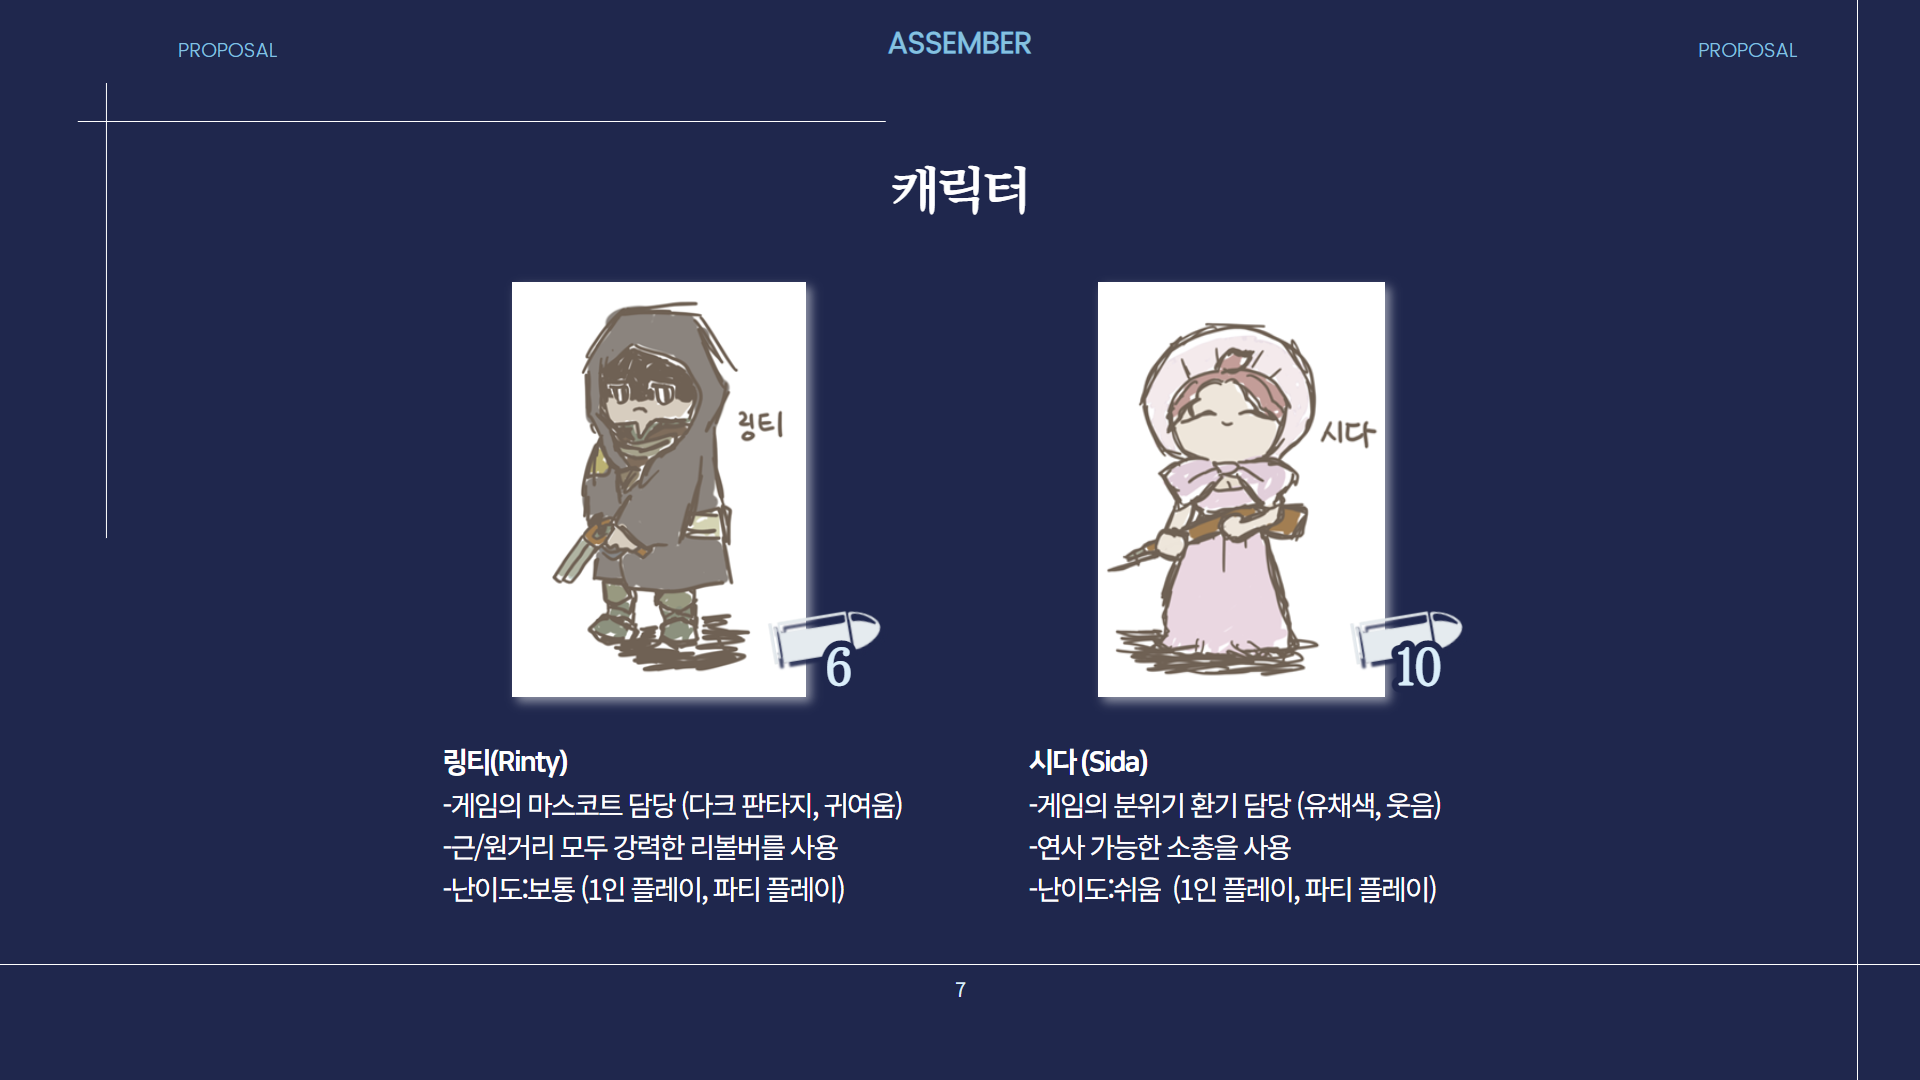 PROPOSAL
ASSEMBER
PROPOSAL
캐릭터
링티
시다
6
10
링티(Rinty)
-게임의 마스코트 담당 (다크 판타지, 귀여움)
-근/원거리 모두 강력한 리볼버를 사용
-난이도:보통 (1인 플레이, 파티 플레이)
시다 (Sida)
-게임의 분위기 환기 담당 (유채색, 웃음)
-연사 가능한 소총을 사용
-난이도:쉬움 (1인 플레이, 파티 플레이)
7